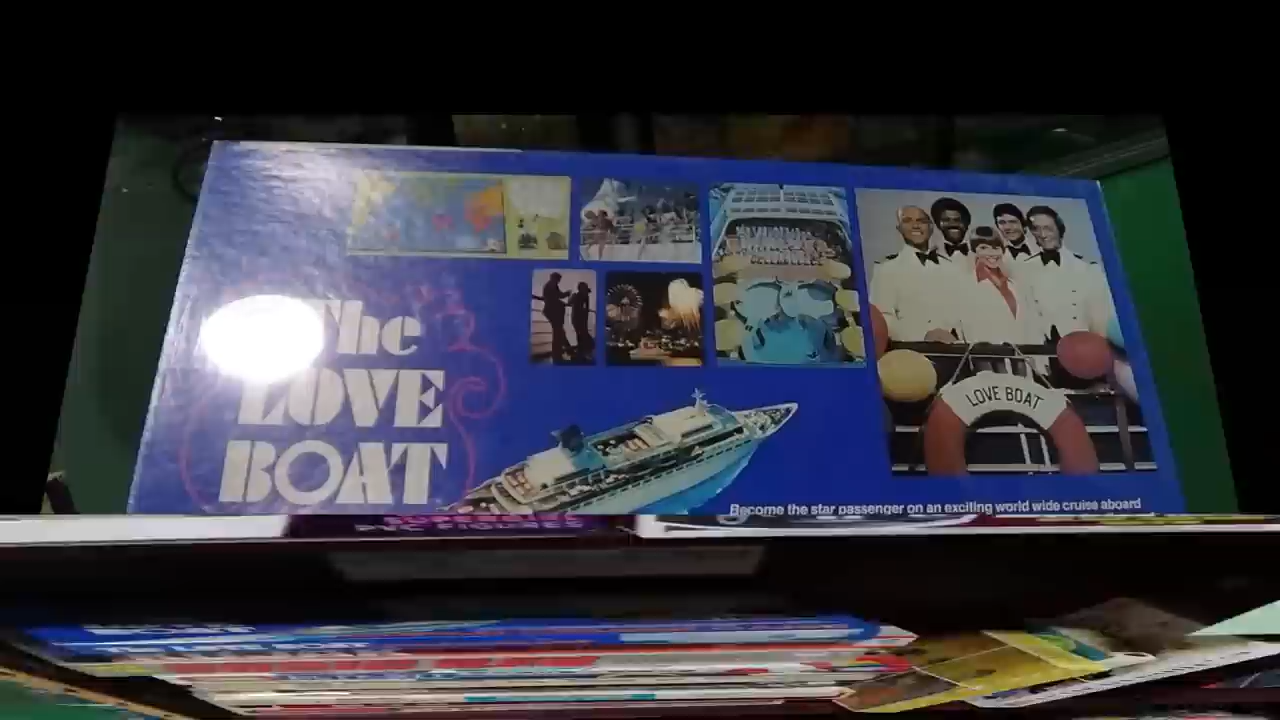 The
LOVE
BOAT
LOVE BOAT
Become the star passenger on an exciting world wide cruise aboard